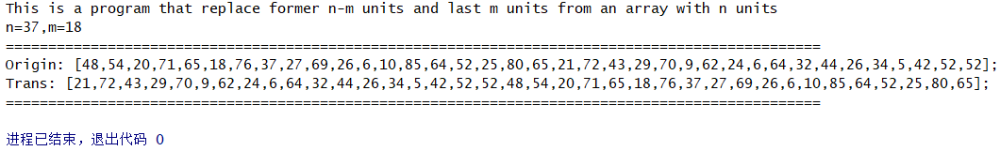 This is a program that replace former n-m units and last m units from an array with n units
n=37,m=18
================================================================================================
Origin: [48,54,20,71,65,18,76,37,27,69,26,6,10,85,64,52,25,80,65,21,72,43,29,70,9,62,24,6,64,32,44,26,34,5,42,52,52];
Trans: [21,72,43,29,70,9,62,24,6,64,32,44,26,34,5,42,52,52,48,54,20,71,65,18,76,37,27,69,26,6,10,85,64,52,25,80,65];
================================================================================================
进程已结束，退出代码 0